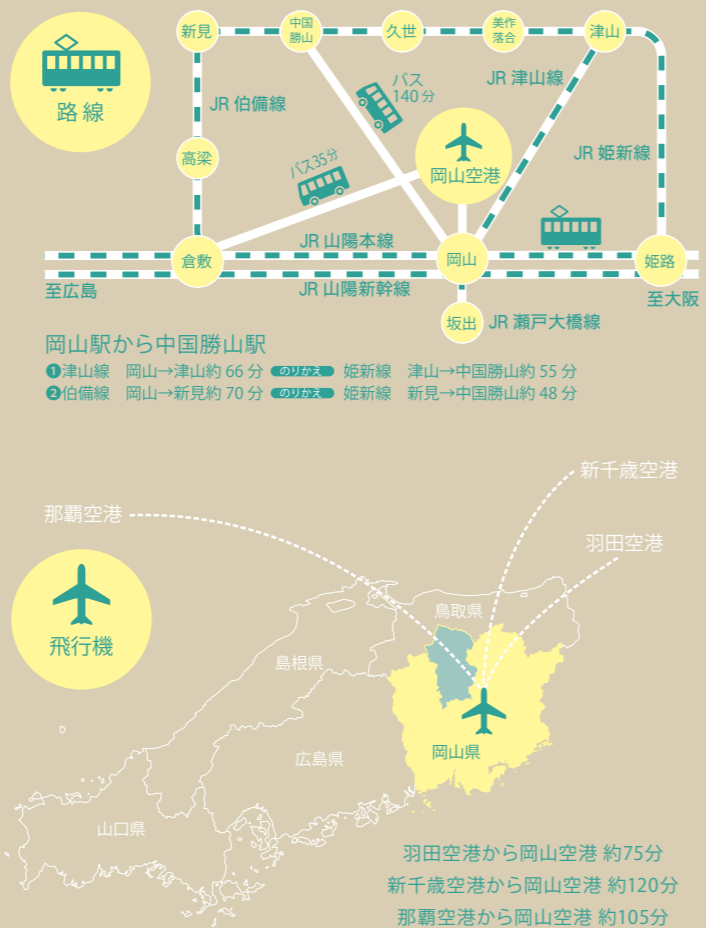 路線
新見
中国
勝山
久世
美作
落合
津山
バス
140分
JR 津山線
JR 伯備線
JR 姫新線
高梁
バス35分
岡山空港
JR 山陽本線
倉敷
岡山
姫路
至広島
JR 山陽新幹線
至大阪
坂出
JR 瀬戸大橋線
岡山駅から中国勝山駅
❶津山線 岡山→津山約 66 分 のりかえ 姫新線 津山→中国勝山約 55 分
❷伯備線 岡山→新見約 70 分 のりかえ 姫新線 新見→中国勝山約 48 分
新千歳空港
那覇空港
羽田空港
飛行機
鳥取県
島根県
岡山県
広島県
山口県
羽田空港から岡山空港 約75分
新千歳空港から岡山空港 約120分
那覇空港から岡山空港 約105分